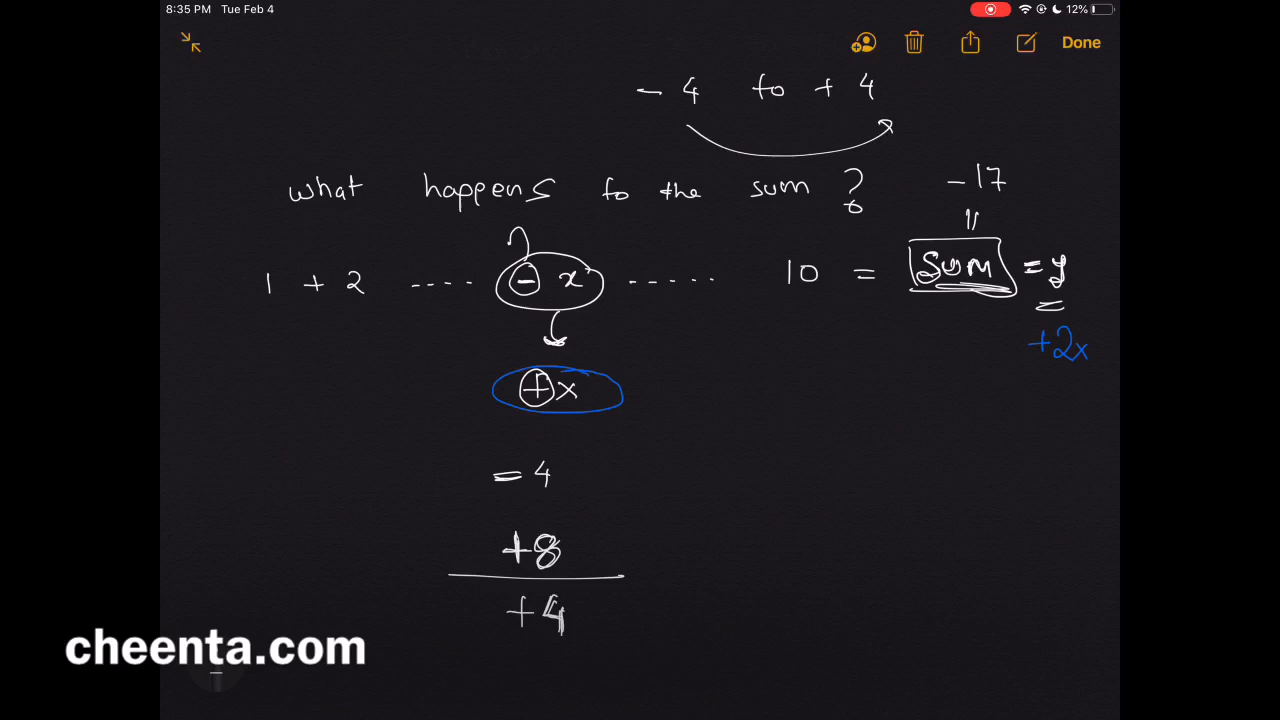 8:35 PM Tue Feb 4
12%
Done
- 4 to + 4
what happens to the sum ?
- 17
=
1 + 2 .... - x ...... 10 = SUM = y
+2x
+ x
= 4
+8
+4
cheenta.com